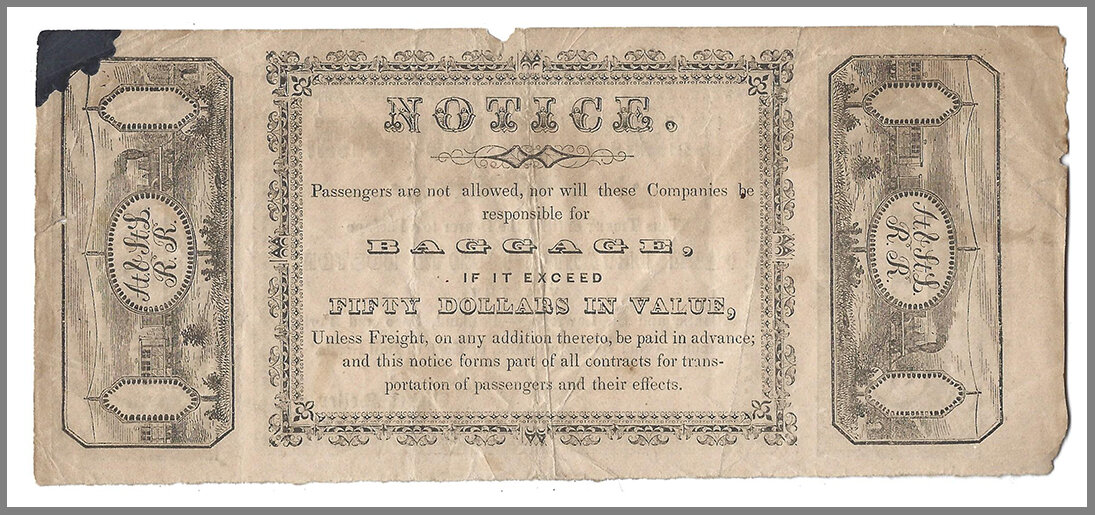 NOTICE.
Passengers are not allowed, nor will these Companies be
responsible for
BAGGAGE,
IF IT EXCEED
FIFTY DOLLARS IN VALUE,
Unless Freight, on any addition thereto, be paid in advance;
and this notice forms part of all contracts for trans-
portation of passengers and their effects.
A & St L
R. R.
A & St L
R. R.